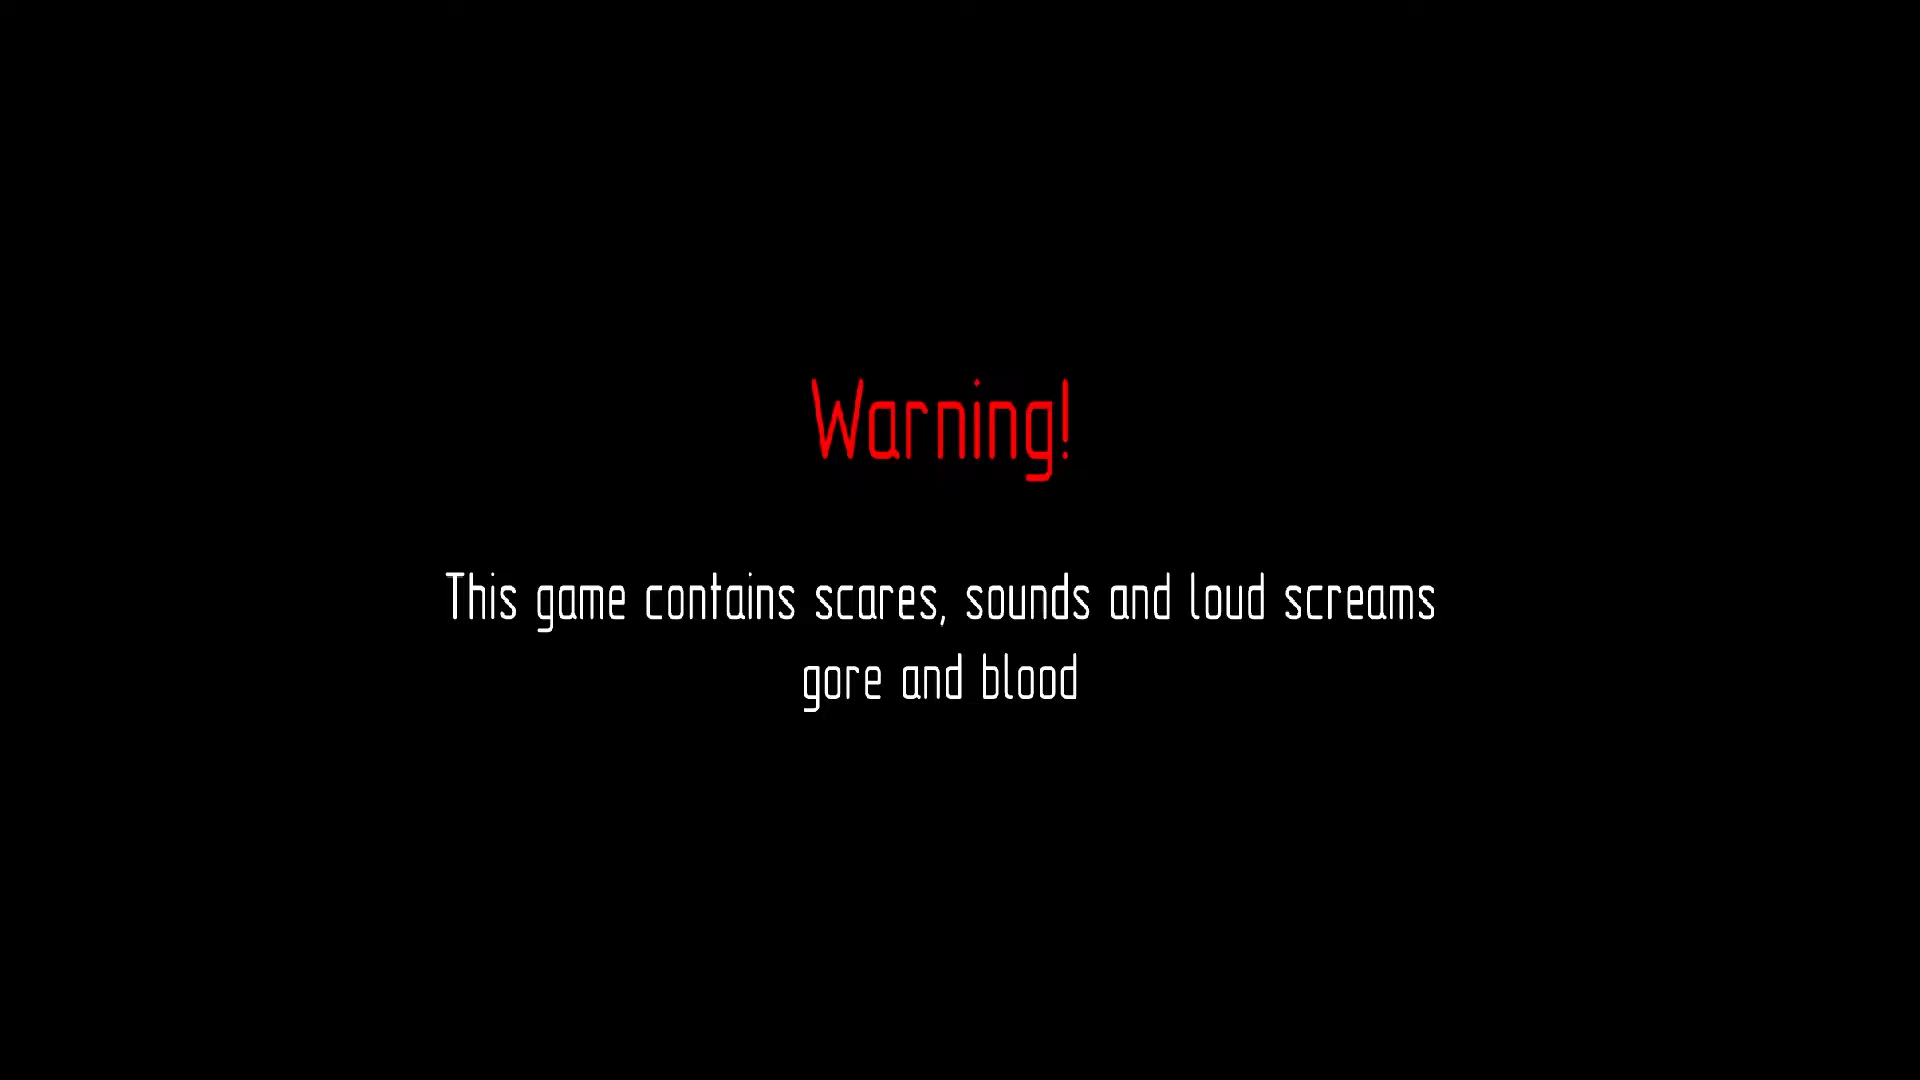 Warning!
This game contains scares, sounds and loud screams
gore and blood